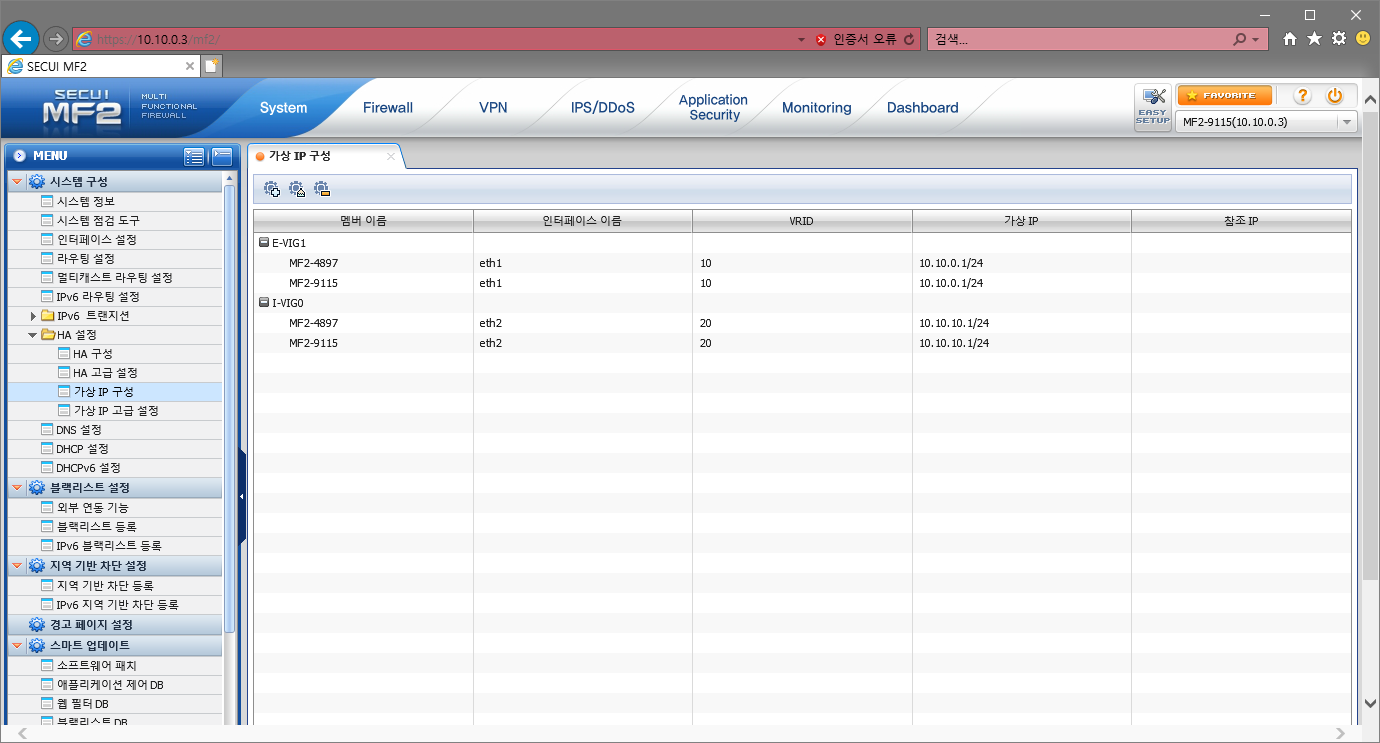 https://10.10.0.3/mf2/
인증서 오류
검색...
SECUI MF2
SECUI
MF2
MULTI
FUNCTIONAL
FIREWALL
System
Firewall
VPN
IPS/DDoS
Application
Security
Monitoring
Dashboard
EASY
SETUP
FAVORITE
?
MF2-9115(10.10.0.3)
MENU
시스템 구성
시스템 정보
시스템 점검 도구
인터페이스 설정
라우팅 설정
멀티캐스트 라우팅 설정
IPv6 라우팅 설정
IPv6 트랜지션
HA 설정
HA 구성
HA 고급 설정
가상 IP 구성
가상 IP 고급 설정
DNS 설정
DHCP 설정
DHCPv6 설정
블랙리스트 설정
외부 연동 기능
블랙리스트 등록
IPv6 블랙리스트 등록
지역 기반 차단 설정
지역 기반 차단 등록
IPv6 지역 기반 차단 등록
경고 페이지 설정
스마트 업데이트
소프트웨어 패치
애플리케이션 제어 DB
웹 필터 DB
블랙리스트 DB
가상 IP 구성
멤버 이름 인터페이스 이름 VRID 가상 IP 참조 IP
E-VIG1
MF2-4897 eth1 10 10.10.0.1/24
MF2-9115 eth1 10 10.10.0.1/24
I-VIG0
MF2-4897 eth2 20 10.10.10.1/24
MF2-9115 eth2 20 10.10.10.1/24